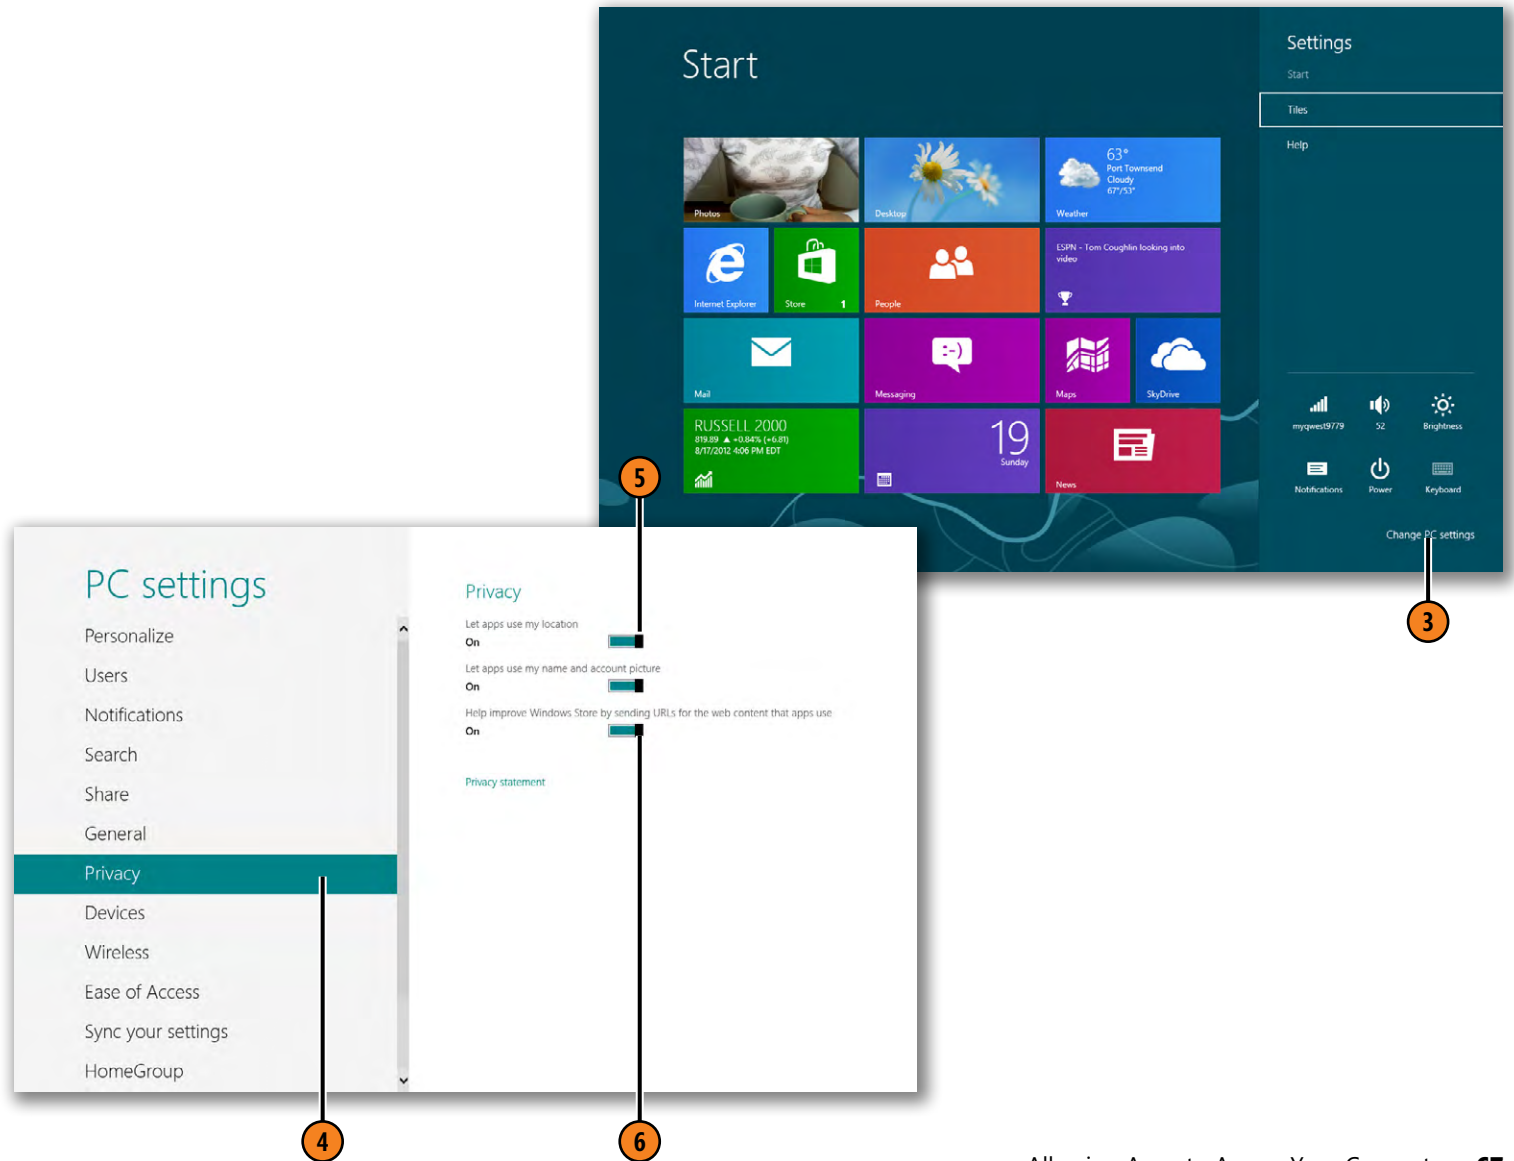 Start
Photos
Desktop
63°
Port Townsend
Cloudy
67°/53°
Weather
Internet Explorer
Store 1
People
ESPN - Tom Coughlin looking into
video
Mail
:-)
Messaging
Maps
SkyDrive
RUSSELL 2000
819.89 ▲ +0.84% (+6.81)
8/17/2012 4:06 PM EDT
19
Sunday
News
Settings
Start
Tiles
Help
myqwest9779
52
Brightness
Notifications
Power
Keyboard
Change PC settings
3
5
PC settings
Personalize
Users
Notifications
Search
Share
General
Privacy
Devices
Wireless
Ease of Access
Sync your settings
HomeGroup
Privacy
Let apps use my location
On
Let apps use my name and account picture
On
Help improve Windows Store by sending URLs for the web content that apps use
On
Privacy statement
4
6